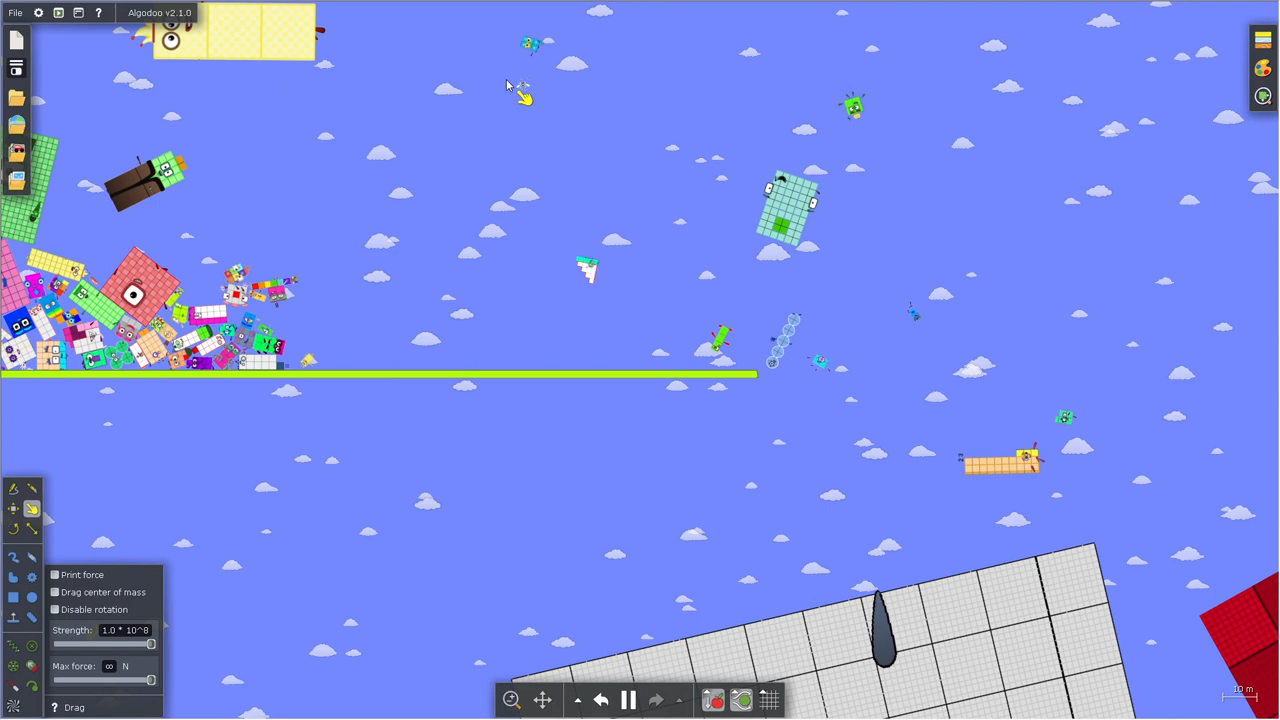 File
?
Algodoo v2.1.0
Print force
Drag center of mass
Disable rotation
Strength: 1.0 * 10^8
Max force: ∞ N
? Drag
10 m